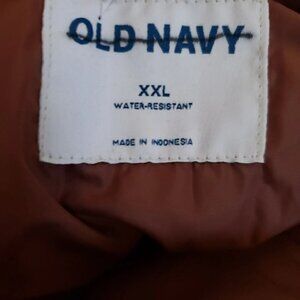 OLD NAVY
XXL
WATER-RESISTANT
MADE IN INDONESIA